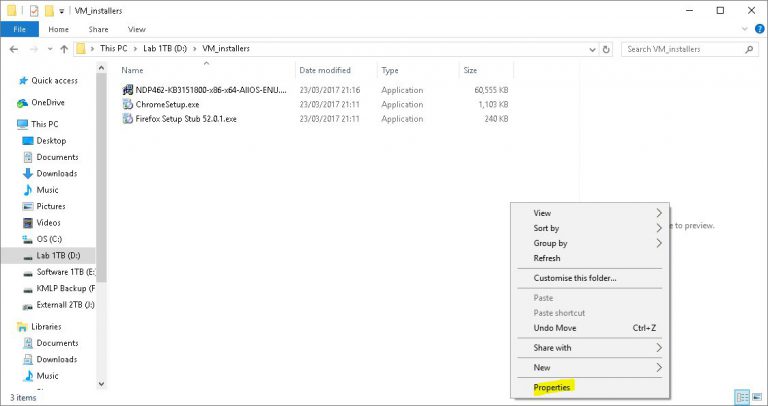 VM_installers
File Home Share View
This PC > Lab 1TB (D:) > VM_installers
Search VM_installers
Name Date modified Type Size
NDP462-KB3151800-x86-x64-AllOS-ENU.... 23/03/2017 21:16 Application 60,555 KB
ChromeSetup.exe 23/03/2017 21:11 Application 1,103 KB
Firefox Setup Stub 52.0.1.exe 23/03/2017 21:11 Application 240 KB
Quick access
OneDrive
This PC
Desktop
Documents
Downloads
Music
Pictures
Videos
OS (C:)
Lab 1TB (D:)
Software 1TB (E:
KMLP Backup (F
Externall 2TB (J:)
Libraries
Documents
Downloads
Music
View
Sort by
Group by
Refresh
Customise this folder...
Paste
Paste shortcut
Undo Move Ctrl+Z
Share with
New
Properties
e to preview.
3 items